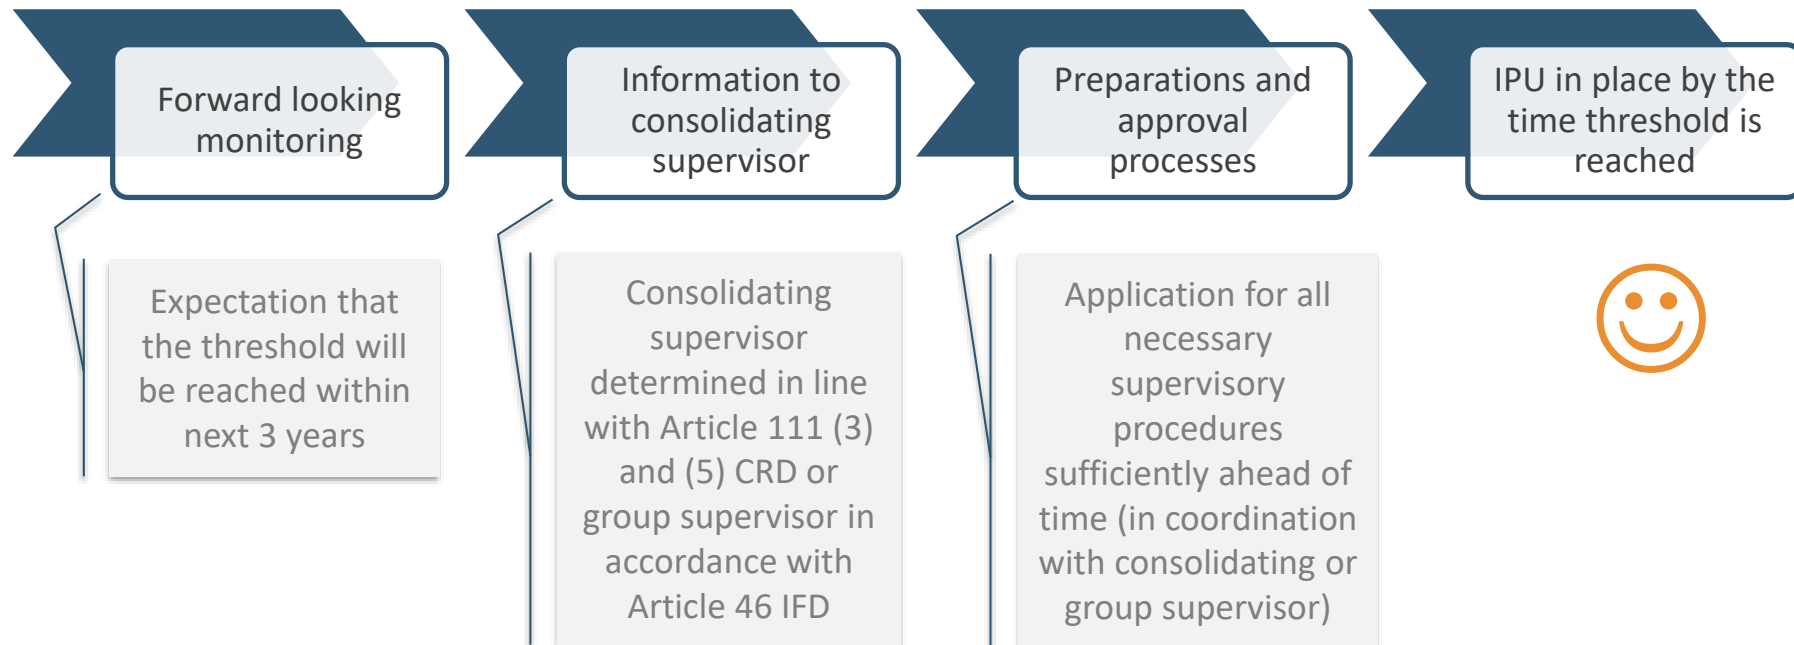 Forward looking
monitoring
Information to
consolidating
supervisor
Preparations and
approval
processes
IPU in place by the
time threshold is
reached
Expectation that
the threshold will
be reached within
next 3 years
Consolidating
supervisor
determined in line
with Article 111 (3)
and (5) CRD or
group supervisor in
accordance with
Article 46 IFD
Application for all
necessary
supervisory
procedures
sufficiently ahead of
time (in coordination
with consolidating or
group supervisor)